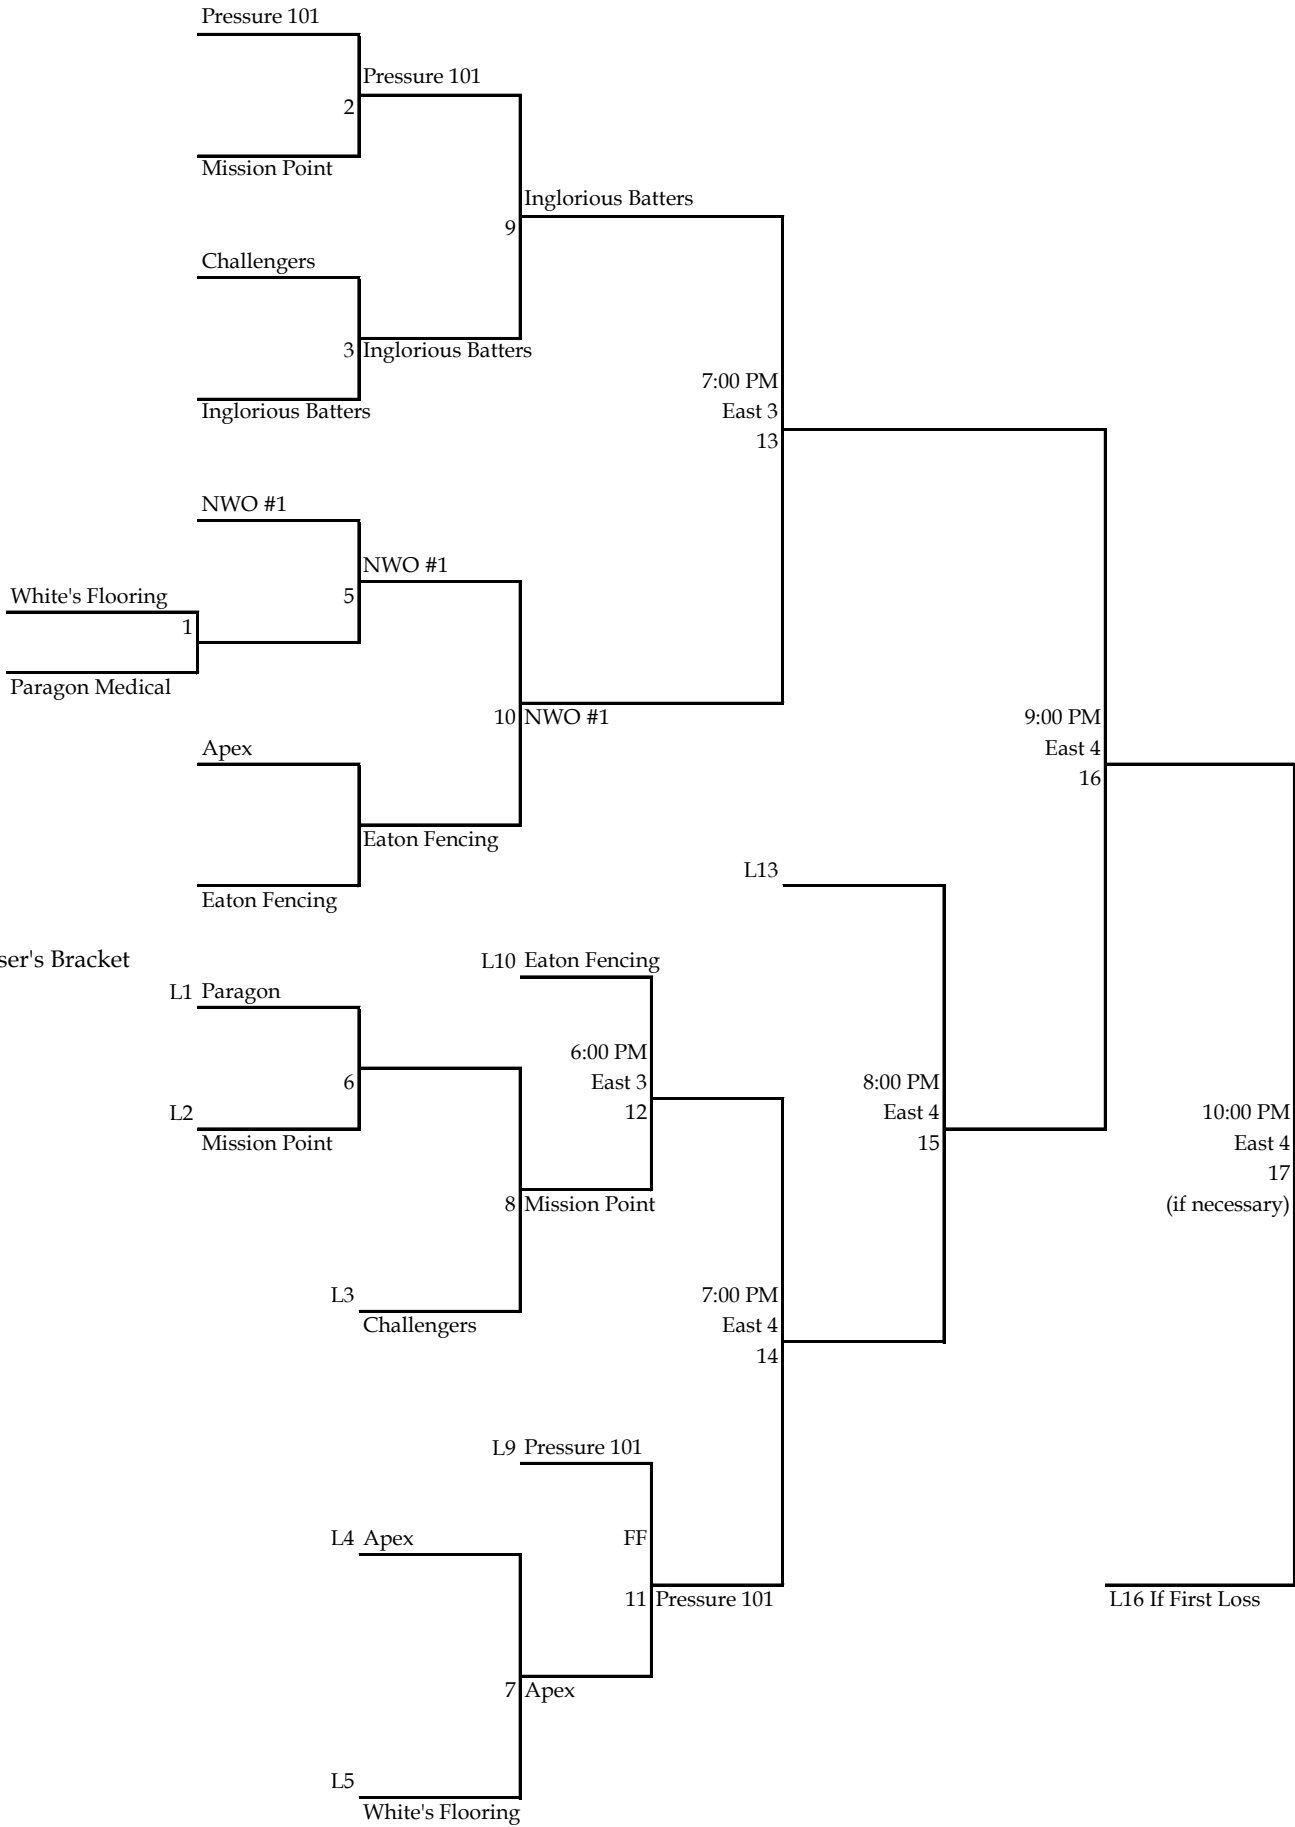 Pressure 101
Pressure 101
2
Mission Point
Inglorious Batters
9
Challengers
3 Inglorious Batters
Inglorious Batters
7:00 PM
East 3
13
NWO #1
NWO #1
White's Flooring
5
1
Paragon Medical
10 NWO #1
9:00 PM
East 4
16
Apex
Eaton Fencing
Eaton Fencing
L13
ser's Bracket
L10 Eaton Fencing
L1 Paragon
6:00 PM
East 3
12
6
L2
Mission Point
8:00 PM
East 4
15
10:00 PM
East 4
17
(if necessary)
8 Mission Point
L3
Challengers
7:00 PM
East 4
14
L9 Pressure 101
L4 Apex
FF
11 Pressure 101
L16 If First Loss
7 Apex
L5
White's Flooring